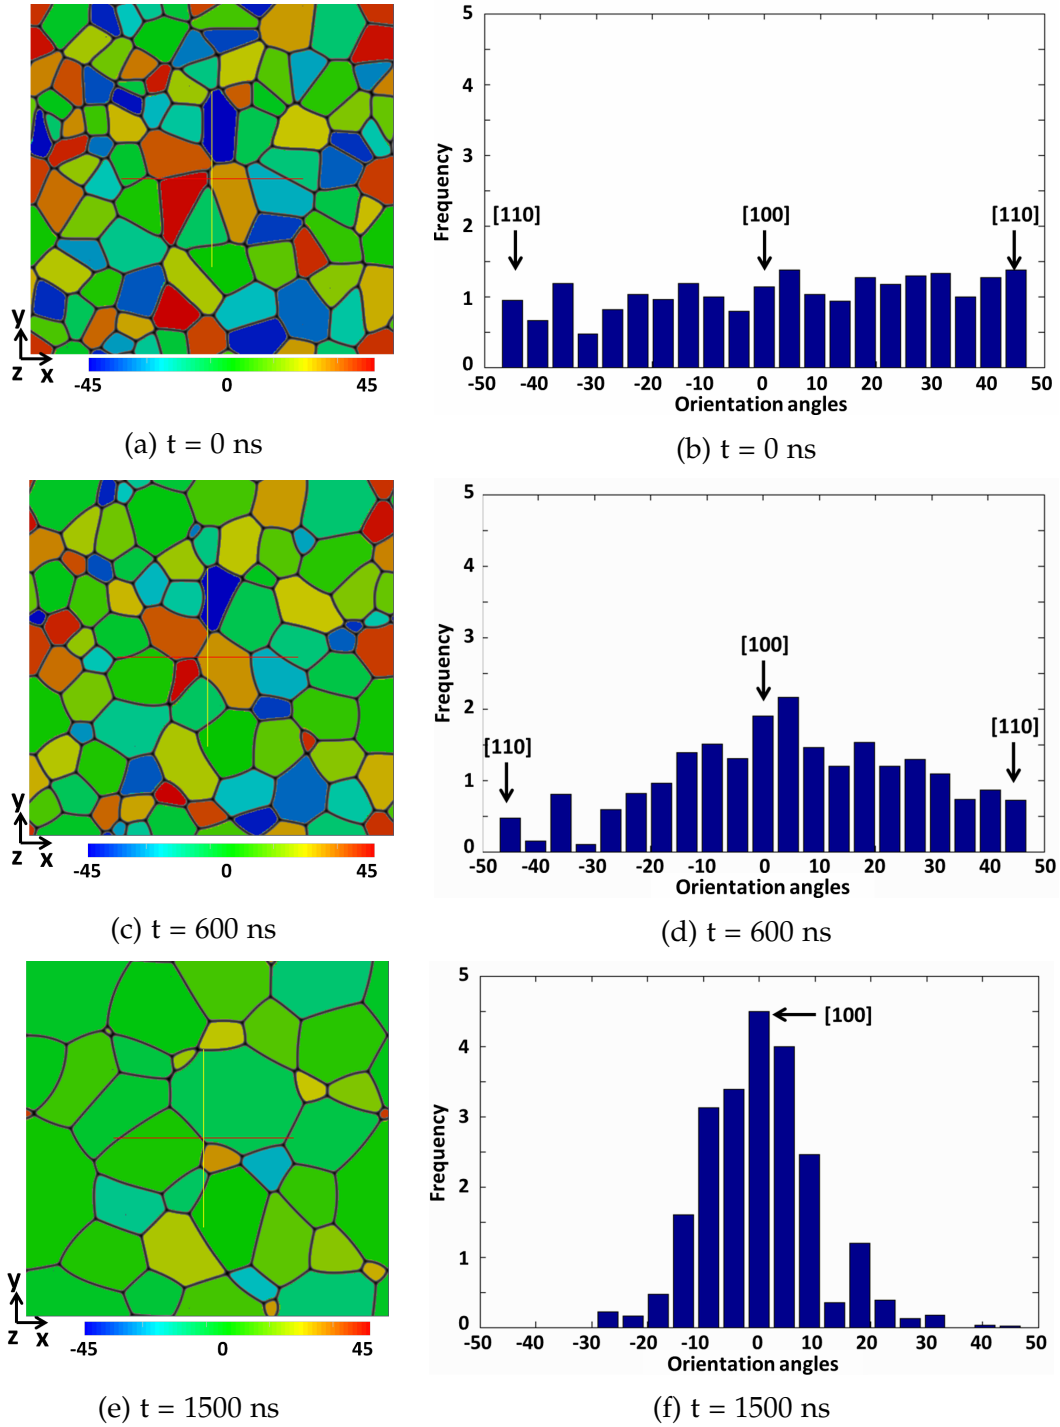 y
z x
-45 0 45
(a) t = 0 ns
5
4
3
2
1
0
Frequency
[110] [100] [110]
-50 -40 -30 -20 -10 0 10 20 30 40 50
Orientation angles
(b) t = 0 ns
y
z x
-45 0 45
(c) t = 600 ns
5
4
3
2
1
0
Frequency
[100]
[110] [110]
-50 -40 -30 -20 -10 0 10 20 30 40 50
Orientation angles
(d) t = 600 ns
y
z x
-45 0 45
(e) t = 1500 ns
5
4
3
2
1
0
Frequency
[100]
-50 -40 -30 -20 -10 0 10 20 30 40 50
Orientation angles
(f) t = 1500 ns